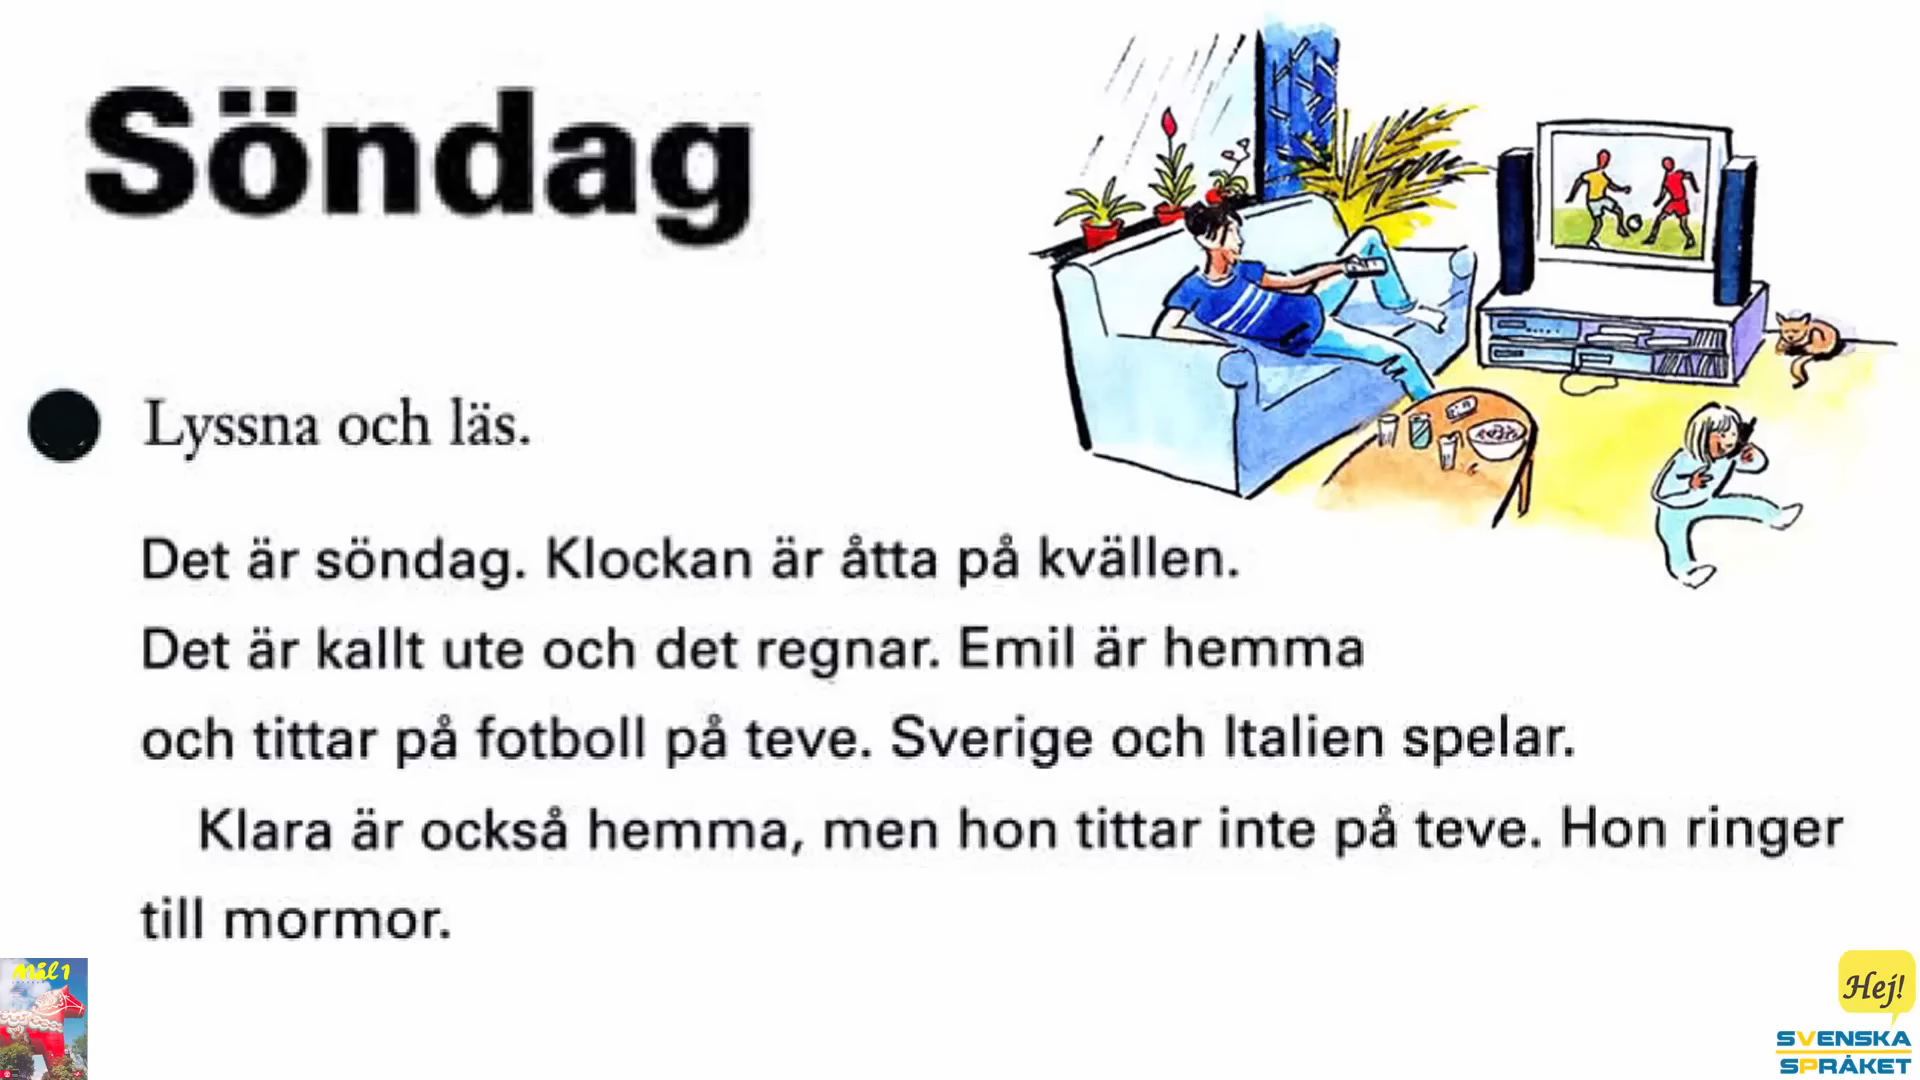 Söndag
Lyssna och läs.
Det är söndag. Klockan är åtta på kvällen.
Det är kallt ute och det regnar. Emil är hemma
och tittar på fotboll på teve. Sverige och Italien spelar.
Klara är också hemma, men hon tittar inte på teve. Hon ringer
till mormor.
Mål 1
Hej!
SVENSKA
SPRÅKET